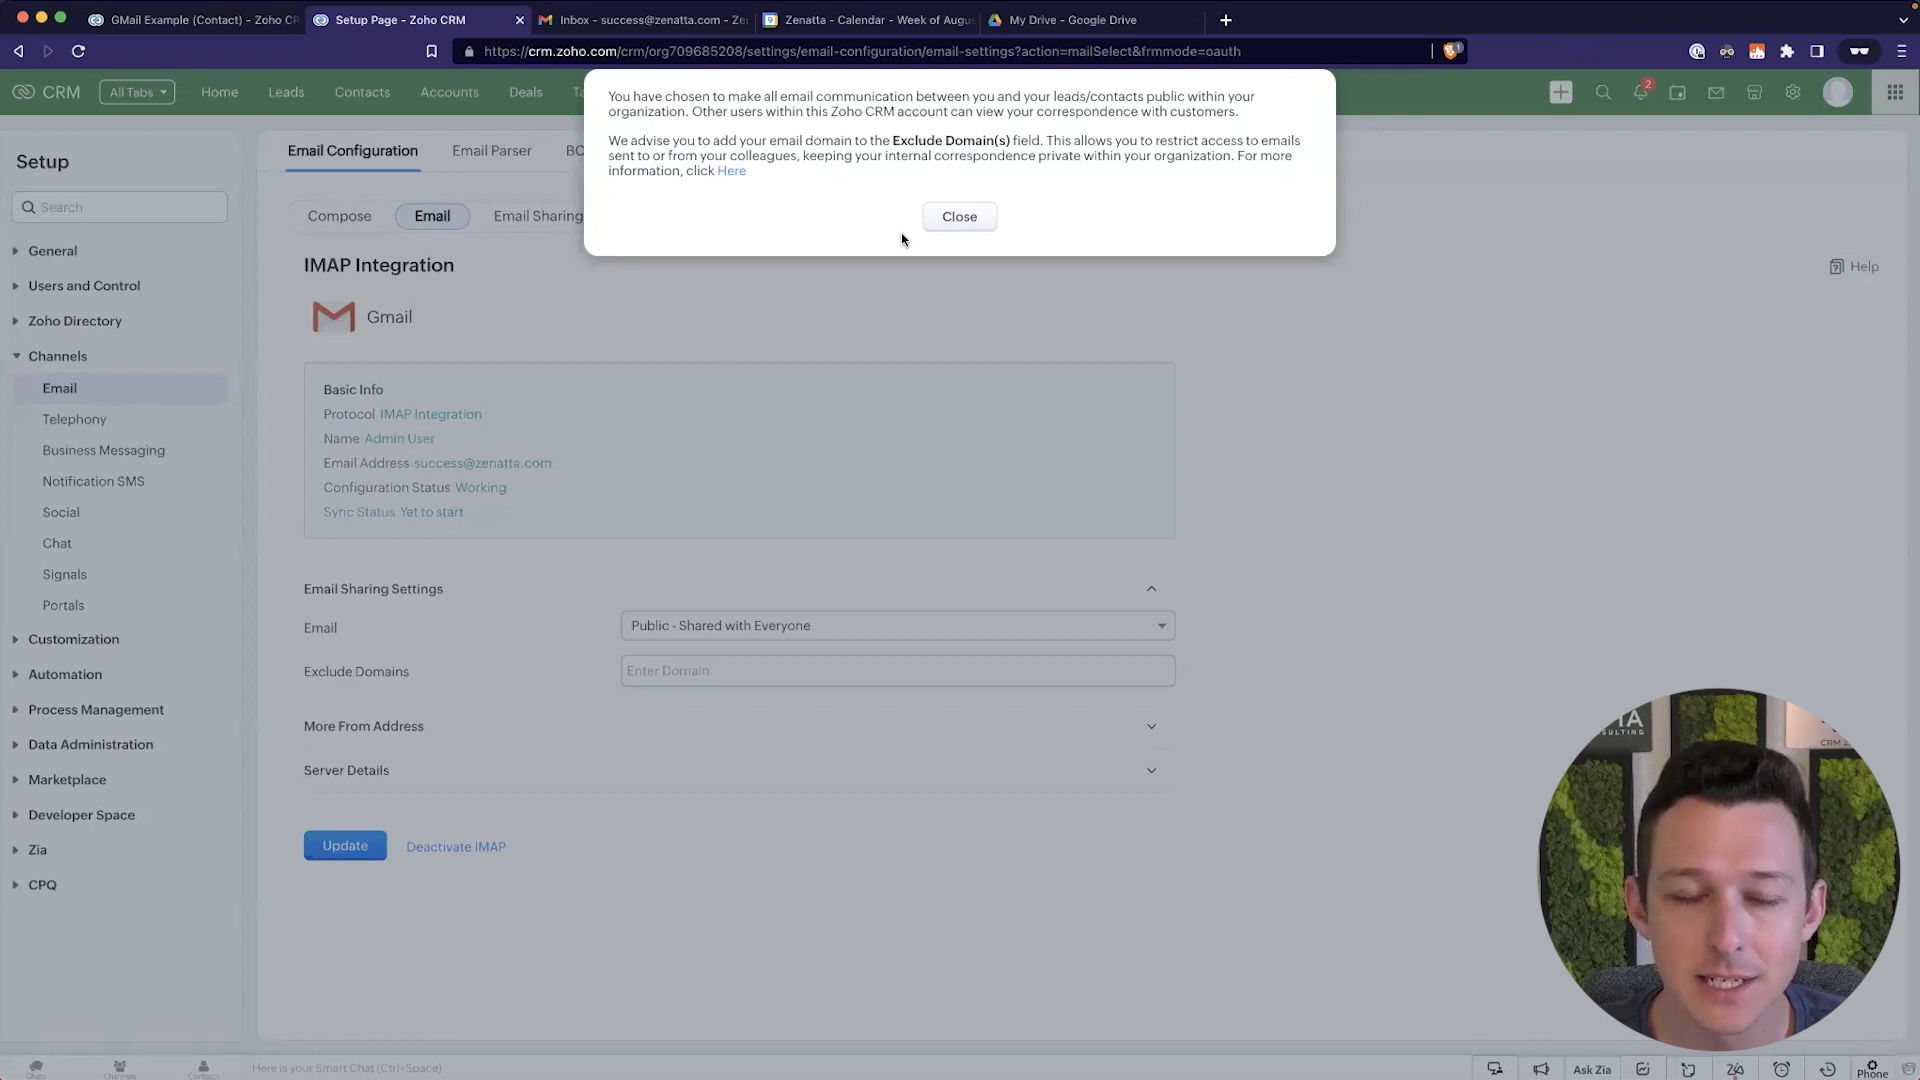 GMail Example (Contact) - Zoho CR
Setup Page - Zoho CRM
Inbox - success@zenatta.com - Zer
Zenatta - Calendar - Week of Augu
My Drive - Google Drive
https://crm.zoho.com/crm/org709685208/settings/email-configuration/email-settings?action=mailSelect&frmmode=oauth
1
CRM
All Tabs
Home
Leads
Contacts
Accounts
Deals
Ta
2
You have chosen to make all email communication between you and your leads/contacts public within your
organization. Other users within this Zoho CRM account can view your correspondence with customers.
We advise you to add your email domain to the Exclude Domain(s) field. This allows you to restrict access to emails
sent to or from your colleagues, keeping your internal correspondence private within your organization. For more
information, click Here
Close
Setup
Search
General
Users and Control
Zoho Directory
Channels
Email
Telephony
Business Messaging
Notification SMS
Social
Chat
Signals
Portals
Customization
Automation
Process Management
Data Administration
Marketplace
Developer Space
Zia
CPQ
Email Configuration
Email Parser
BC
Compose
Email
Email Sharing
IMAP Integration
Help
Gmail
Basic Info
Protocol IMAP Integration
Name Admin User
Email Address success@zenatta.com
Configuration Status Working
Sync Status Yet to start
Email Sharing Settings
Email
Public - Shared with Everyone
Exclude Domains
Enter Domain
More From Address
Server Details
Update
Deactivate IMAP
Chats
Channels
Contacts
Here is your Smart Chat (Ctrl+Space)
Ask Zia
Phone